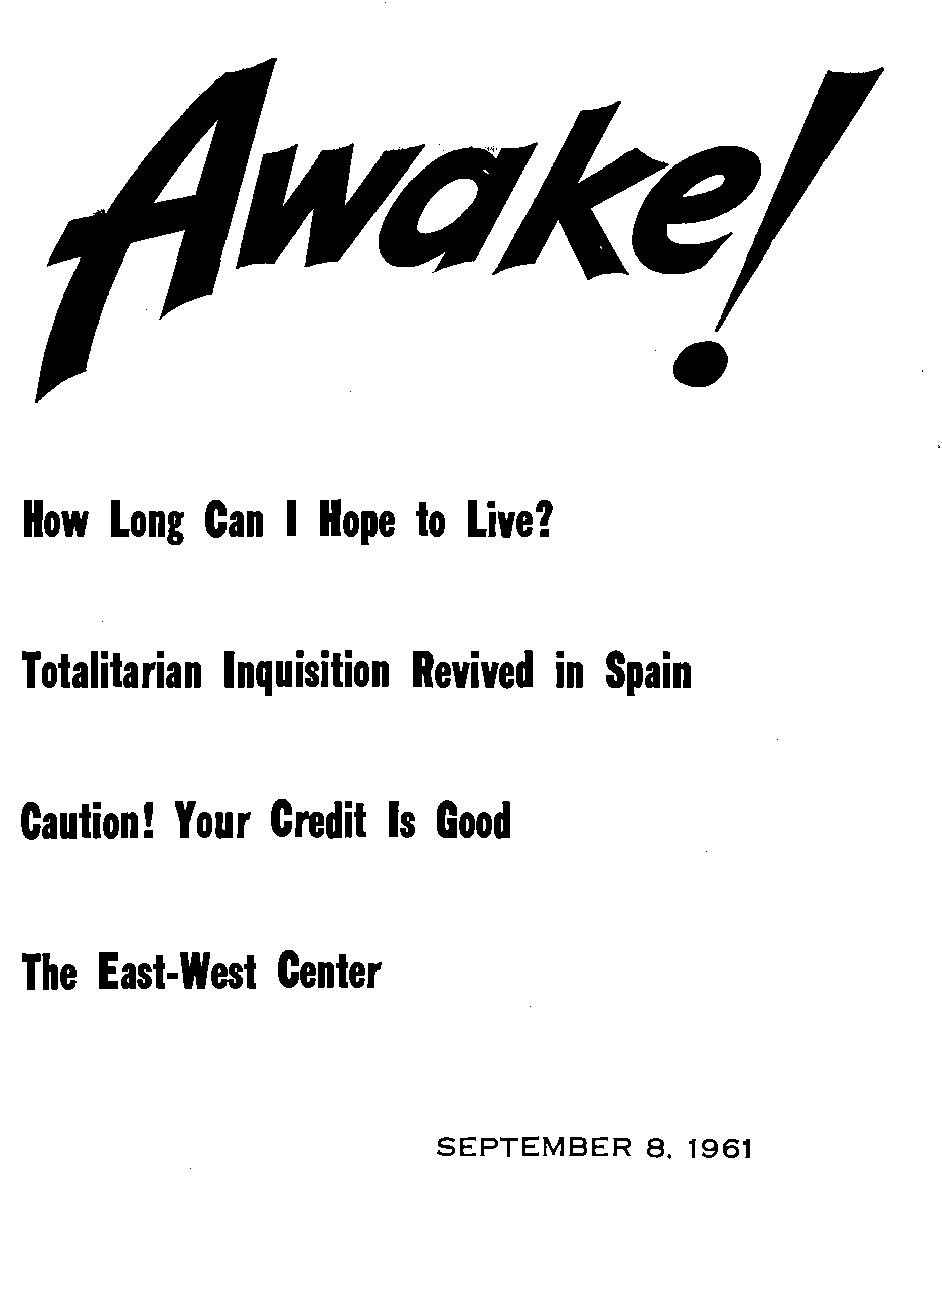 Awake!
How Long Can I Hope to Live?
Totalitarian Inquisition Revived in Spain
Caution! Your Credit Is Good
The East-West Center
SEPTEMBER 8, 1961